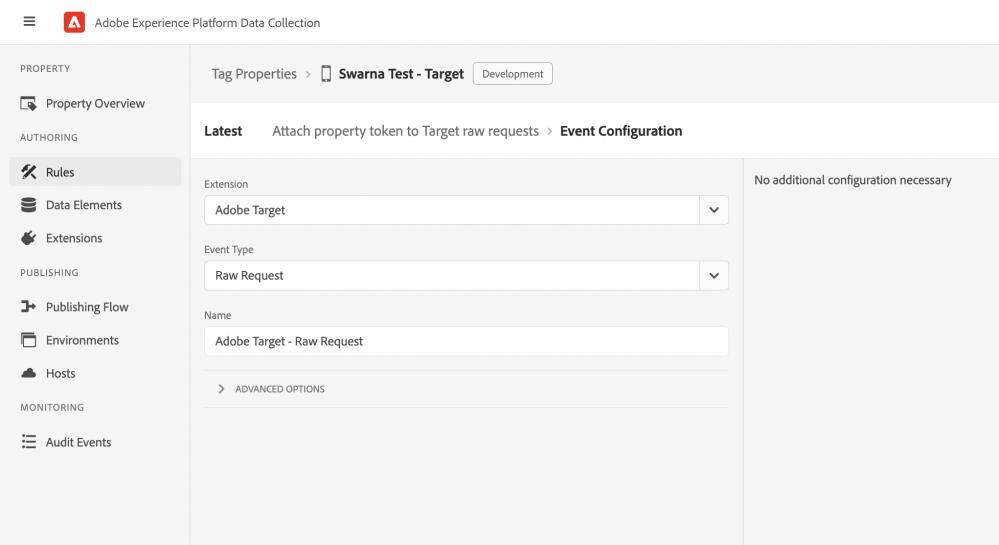 Adobe Experience Platform Data Collection
PROPERTY
Property Overview
AUTHORING
Rules
Data Elements
Extensions
PUBLISHING
Publishing Flow
Environments
Hosts
MONITORING
Audit Events
Tag Properties > Swarna Test - Target Development
Latest Attach property token to Target raw requests > Event Configuration
Extension
Adobe Target
Event Type
Raw Request
Name
Adobe Target - Raw Request
ADVANCED OPTIONS
No additional configuration necessary